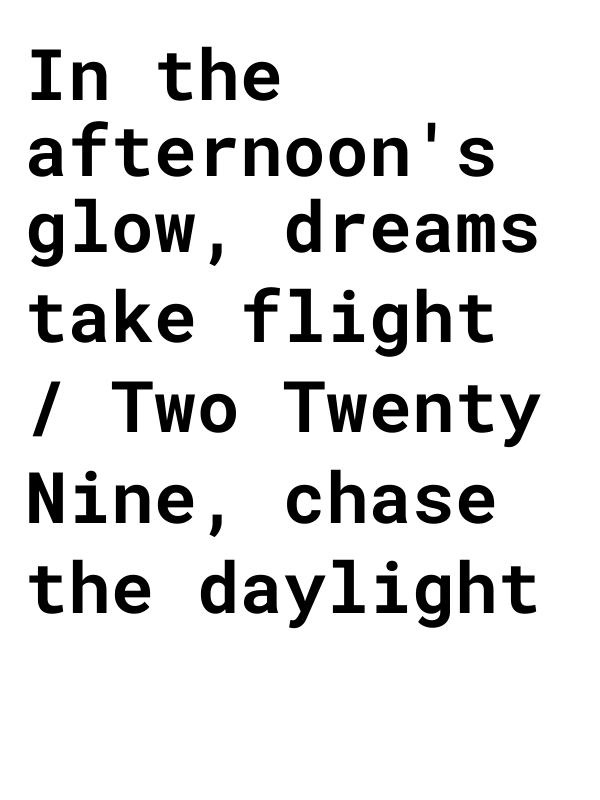 In the
afternoon's
glow, dreams
take flight
/ Two Twenty
Nine, chase
the daylight